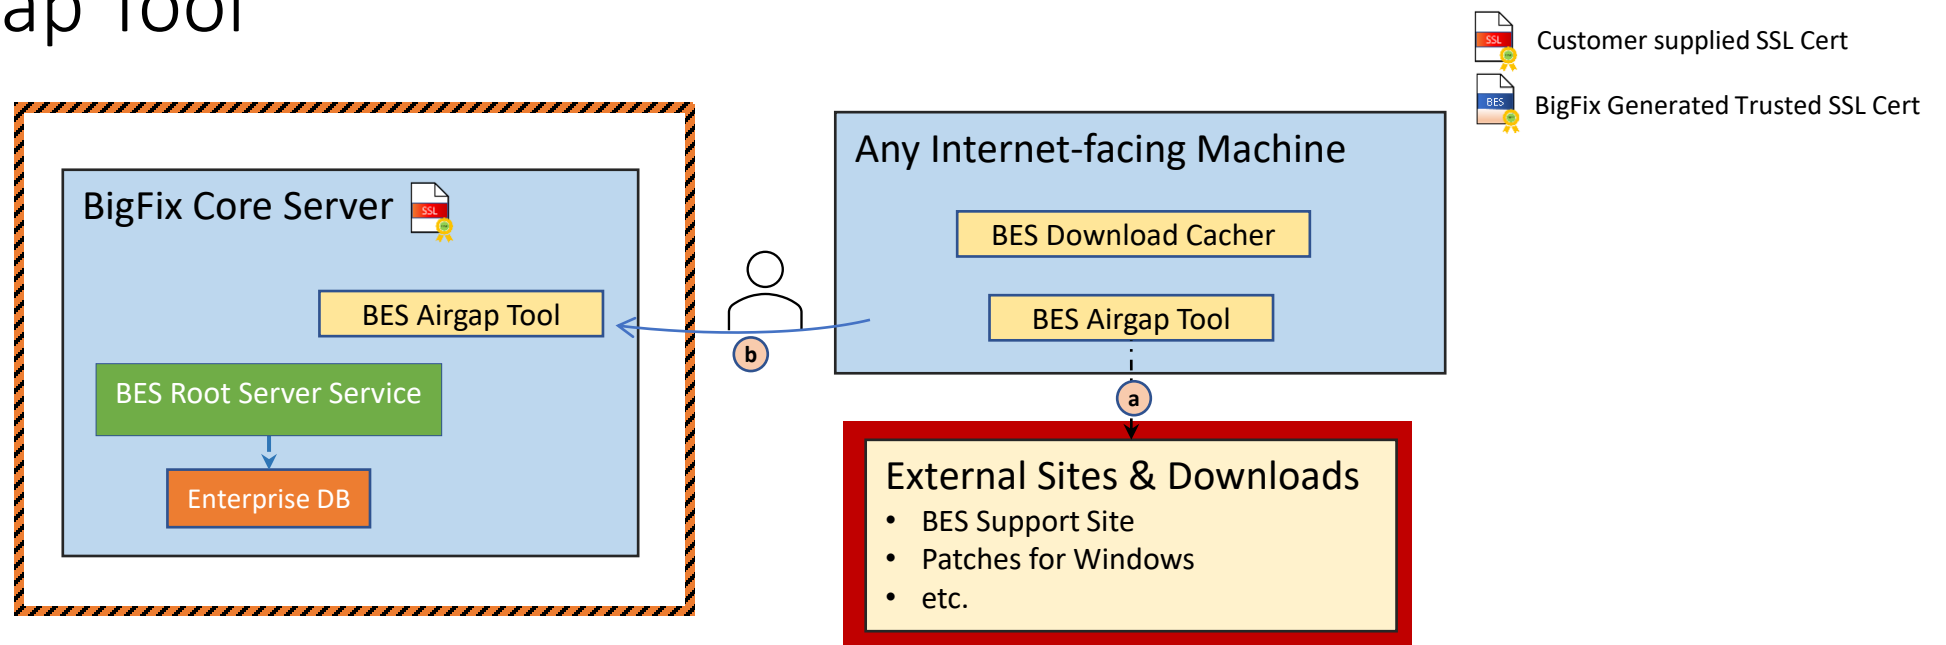 ap Tool
SSL
Customer supplied SSL Cert
BES
BigFix Generated Trusted SSL Cert
BigFix Core Server
SSL
BES Airgap Tool
BES Root Server Service
Enterprise DB
b
Any Internet-facing Machine
BES Download Cacher
BES Airgap Tool
a
External Sites & Downloads
• BES Support Site
• Patches for Windows
• etc.